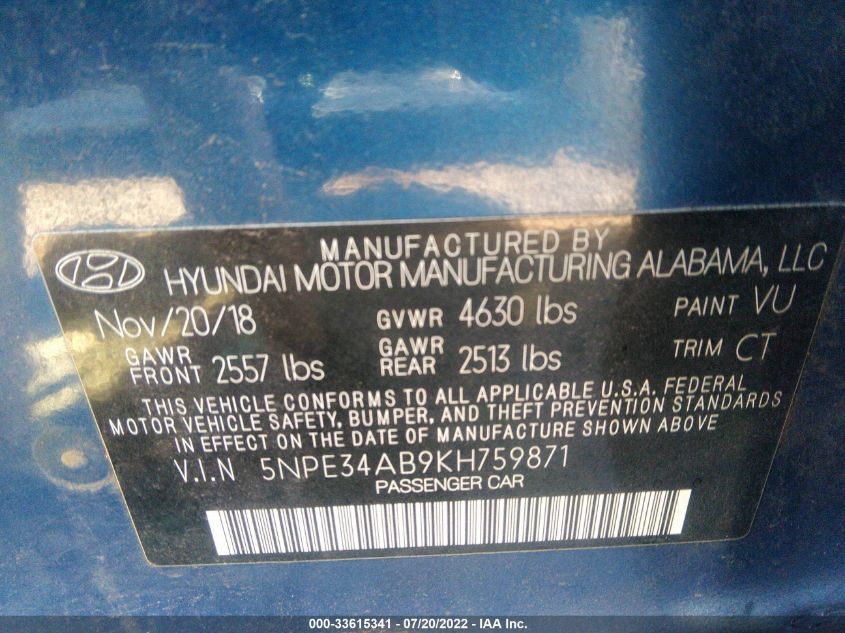 MANUFACTURED BY
HYUNDAI MOTOR MANUFACTURING ALABAMA, LLC
Nov/20/18 GVWR 4630 lbs PAINT VU
GAWR FRONT 2557 lbs GAWR REAR 2513 lbs TRIM CT
THIS VEHICLE CONFORMS TO ALL APPLICABLE U.S.A. FEDERAL
MOTOR VEHICLE SAFETY, BUMPER, AND THEFT PREVENTION STANDARDS
IN EFFECT ON THE DATE OF MANUFACTURE SHOWN ABOVE.
V.I.N 5NPE34AB9KH759871
PASSENGER CAR
000-33615341 - 07/20/2022 - IAA Inc.